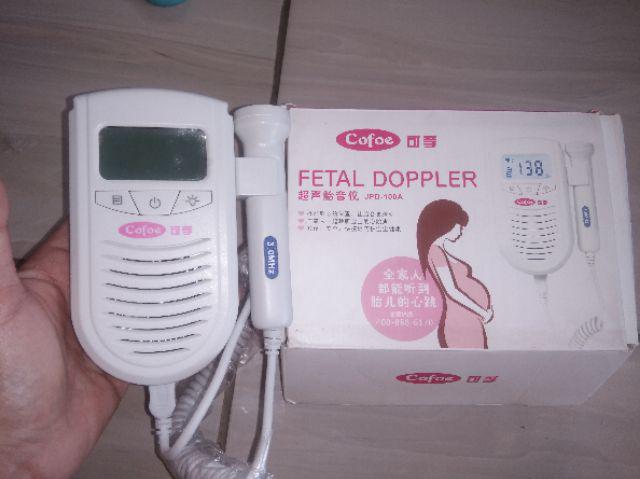 Cofoe 可孚
3.0MHz
Cofoe 可孚
FETAL DOPPLER
超声胎音仪 JPD-100A
全家人
都能听到
胎儿的心跳
138
Cofoe 可孚